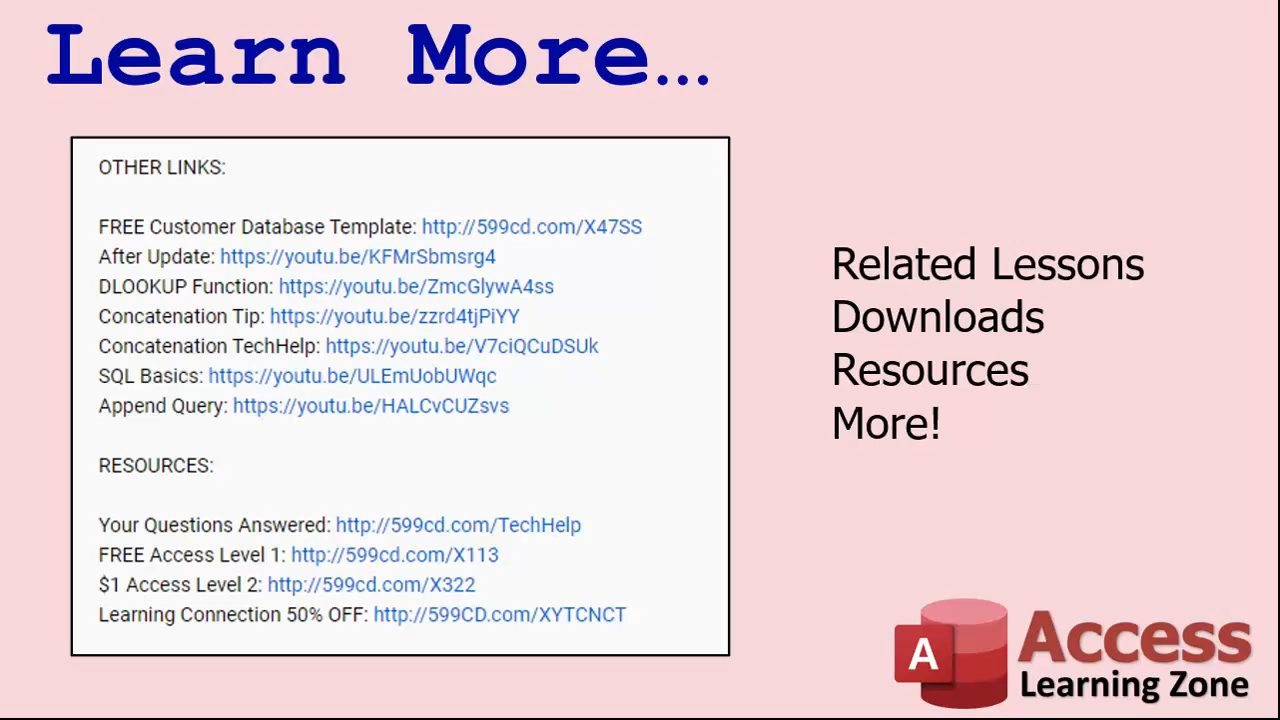 Learn More...
OTHER LINKS:
FREE Customer Database Template: http://599cd.com/X47SS
After Update: https://youtu.be/KFMrSbmsrg4
DLOOKUP Function: https://youtu.be/ZmcGlywA4ss
Concatenation Tip: https://youtu.be/zzrd4tjPiYY
Concatenation TechHelp: https://youtu.be/V7ciQCuDSUk
SQL Basics: https://youtu.be/ULEmUobUWqc
Append Query: https://youtu.be/HALCvCUZsvs
RESOURCES:
Your Questions Answered: http://599cd.com/TechHelp
FREE Access Level 1: http://599cd.com/X113
$1 Access Level 2: http://599cd.com/X322
Learning Connection 50% OFF: http://599CD.com/XYTCNCT
Related Lessons
Downloads
Resources
More!
A
Access
Learning Zone